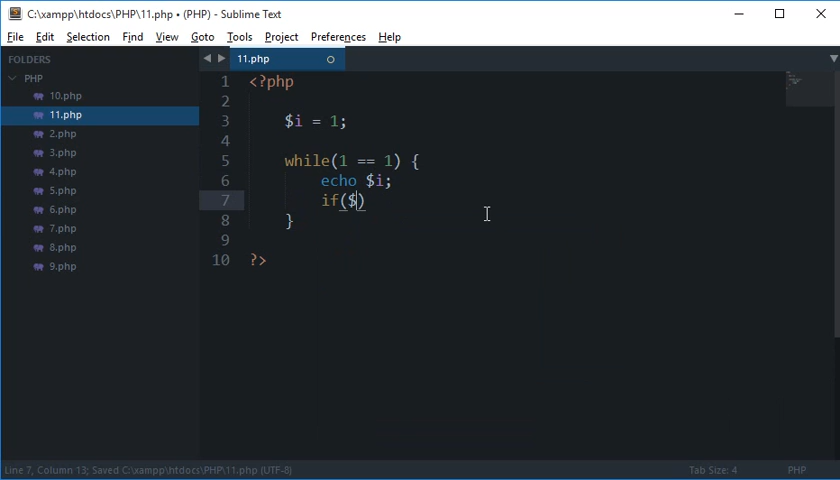 C:\xampp\htdocs\PHP\11.php • (PHP) - Sublime Text
File Edit Selection Find View Goto Tools Project Preferences Help
FOLDERS
PHP
10.php
11.php
2.php
3.php
4.php
5.php
6.php
7.php
8.php
9.php
11.php
1 <?php
2
3 $i = 1;
4
5 while(1 == 1) {
6 echo $i;
7 if($)
8 }
9
10 ?>
Line 7, Column 13; Saved C:\xampp\htdocs\PHP\11.php (UTF-8) Tab Size: 4 PHP